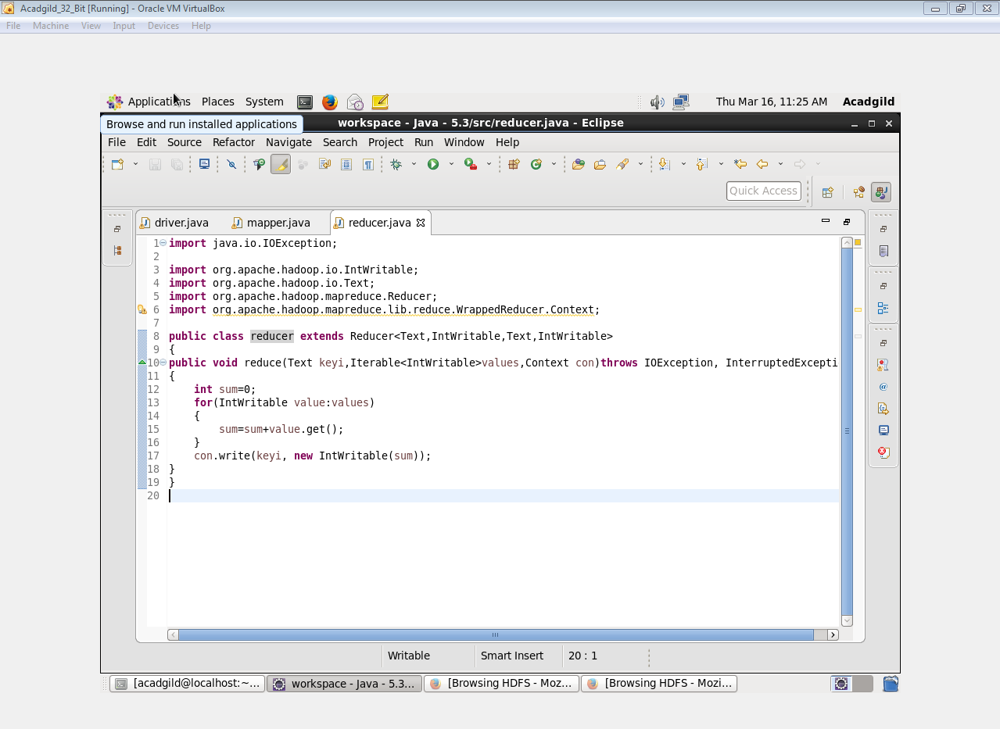 Acadgild_32_Bit [Running] - Oracle VM VirtualBox
File Machine View Input Devices Help
Applications Places System Thu Mar 16, 11:25 AM Acadgild
Browse and run installed applications
workspace - Java - 5.3/src/reducer.java - Eclipse
File Edit Source Refactor Navigate Search Project Run Window Help
Quick Access
driver.java mapper.java reducer.java
1 import java.io.IOException;
2
3 import org.apache.hadoop.io.IntWritable;
4 import org.apache.hadoop.io.Text;
5 import org.apache.hadoop.mapreduce.Reducer;
6 import org.apache.hadoop.mapreduce.lib.reduce.WrappedReducer.Context;
7
8 public class reducer extends Reducer<Text,IntWritable,Text,IntWritable>
9 {
10 public void reduce(Text keyi,Iterable<IntWritable>values,Context con)throws IOException, InterruptedExcepti
11 {
12     int sum=0;
13     for(IntWritable value:values)
14     {
15         sum=sum+value.get();
16     }
17     con.write(keyi, new IntWritable(sum));
18 }
19 }
20
Writable Smart Insert 20 : 1
[acadgild@localhost:~... workspace - Java - 5.3... [Browsing HDFS - Moz... [Browsing HDFS - Mozi...